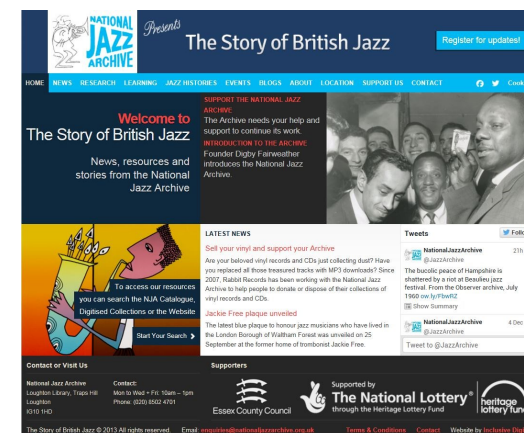 NATIONAL
JAZZ
ARCHIVE
Presents
The Story of British Jazz
Register for updates!
HOME NEWS RESEARCH LEARNING JAZZ HISTORIES EVENTS BLOGS ABOUT LOCATION SUPPORT US CONTACT
Welcome to
The Story of British Jazz
News, resources and
stories from the National
Jazz Archive
SUPPORT THE NATIONAL JAZZ
ARCHIVE
The Archive needs your help and
support to continue its work.
INTRODUCTION TO THE ARCHIVE
Founder Digby Fairweather
introduces the National Jazz
Archive.
To access our resources
you can search the NJA Catalogue,
Digitised Collections or the Website
Start Your Search
LATEST NEWS
Sell your vinyl and support your Archive
Are your beloved vinyl records and CDs just collecting dust? Have
you replaced all those treasured tracks with MP3 downloads? Since
2007, Rabbit Records has been working with the National Jazz
Archive to help people to donate or dispose of their collections of
vinyl records and CDs.
Jackie Free plaque unveiled
The latest blue plaque to honour jazz musicians who have lived in
the London Borough of Waltham Forest was unveiled on 25
September at the former home of trombonist Jackie Free.
Tweets
NationalJazzArchive 21h
@JazzArchive
The bucolic peace of Hampshire is
shattered by a riot at Beaulieu jazz
festival. From the Observer archive, July
1960 ow.ly/FbwRZ
Show Summary
NationalJazzArchive 4 Dec
@JazzArchive
Tweet to @JazzArchive
Contact or Visit Us
National Jazz Archive
Loughton Library, Traps Hill
Loughton
IG10 1HD
Contact:
Mon to Wed + Fri: 10am – 1pm
Phone: (020) 8502 4701
Supporters
Essex County Council
Supported by
The National Lottery
through the Heritage Lottery Fund
heritage
lottery fund
The Story of British Jazz © 2013 All rights reserved. Email: enquiries@nationaljazzarchive.org.uk
Terms & Conditions Contact Website by